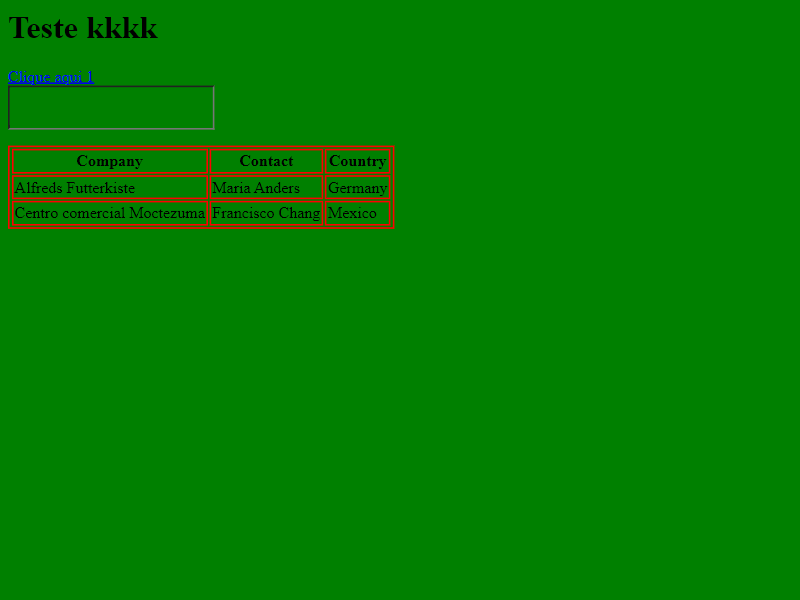 Teste kkkk
Clique aqui 1
Company Contact Country
Alfreds Futterkiste Maria Anders Germany
Centro comercial Moctezuma Francisco Chang Mexico